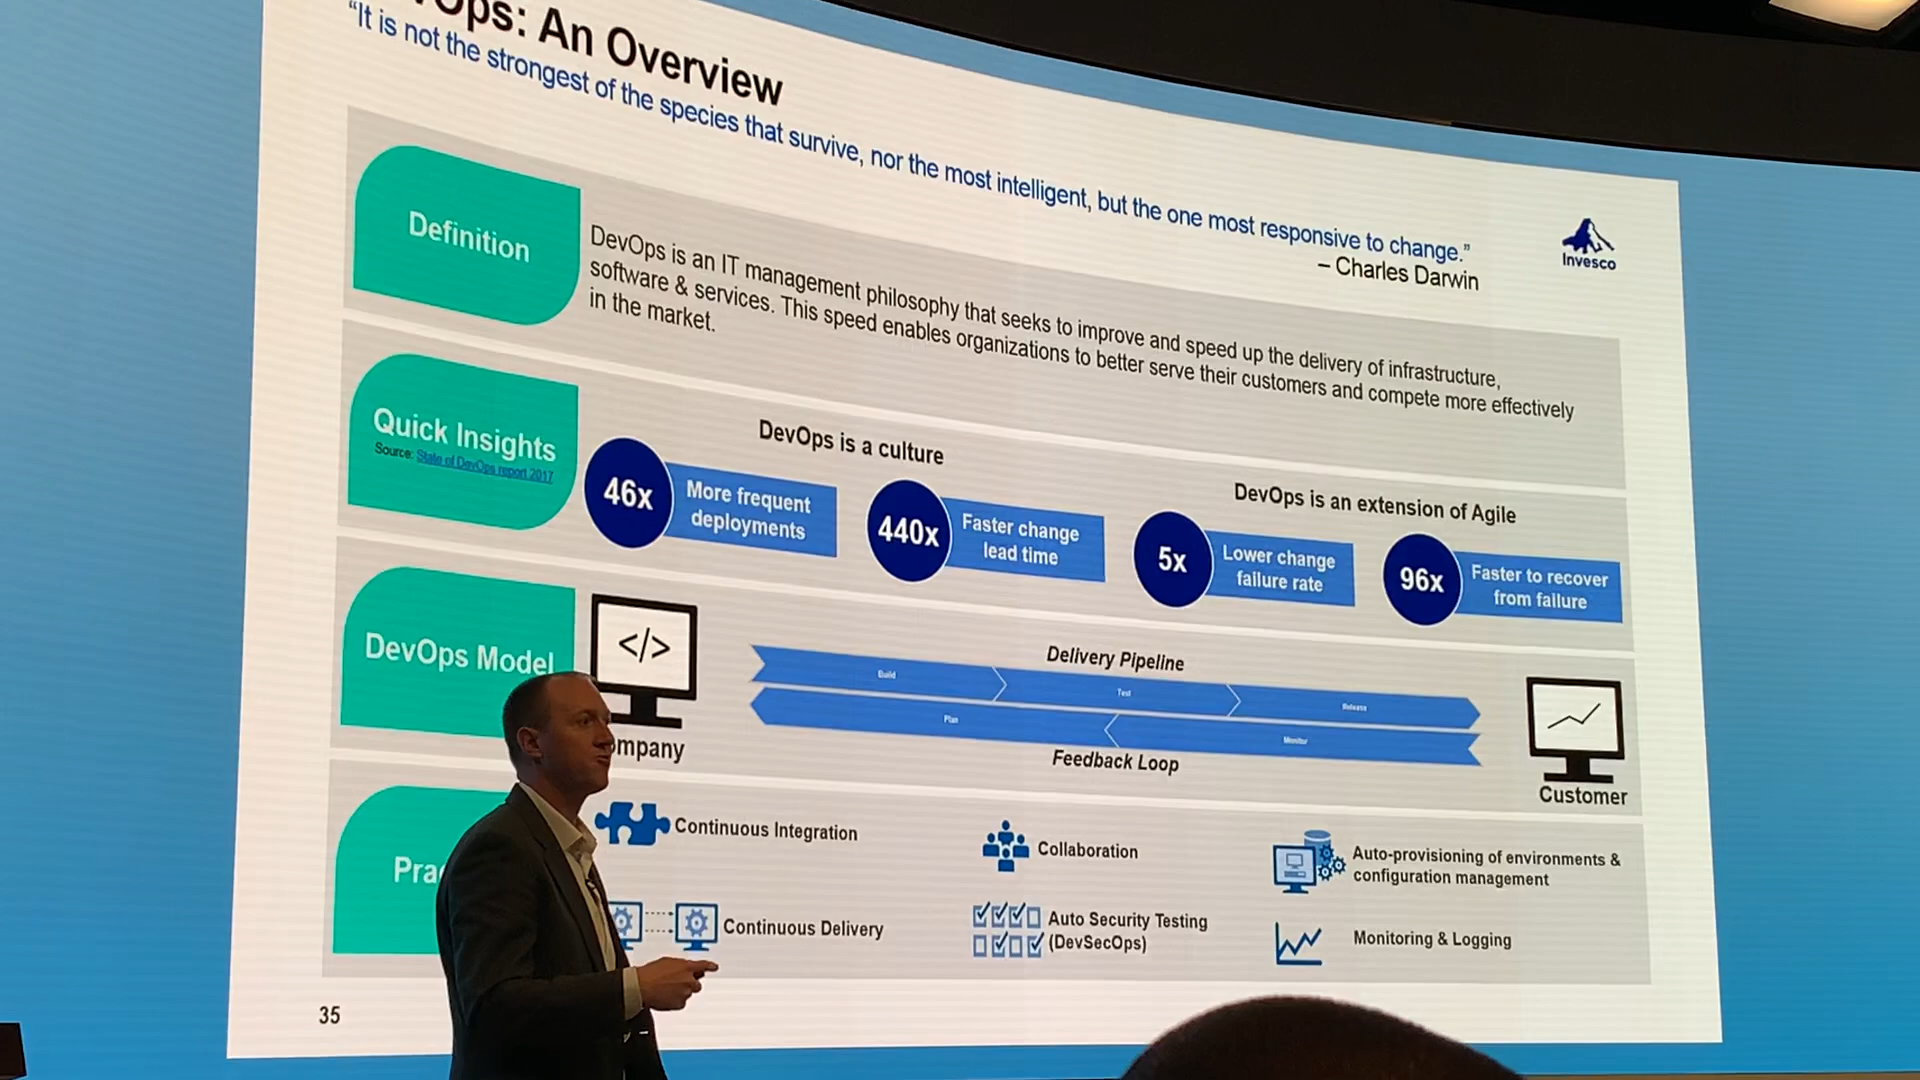 Ops: An Overview
“It is not the strongest of the species that survive, nor the most intelligent, but the one most responsive to change.”
– Charles Darwin
Invesco
Definition
DevOps is an IT management philosophy that seeks to improve and speed up the delivery of infrastructure,
software & services. This speed enables organizations to better serve their customers and compete more effectively
in the market.
Quick Insights
Source: State of DevOps report 2017
DevOps is a culture
DevOps is an extension of Agile
46x
More frequent
deployments
440x
Faster change
lead time
5x
Lower change
failure rate
96x
Faster to recover
from failure
DevOps Model
</>
ompany
Delivery Pipeline
Build
Test
Release
Plan
Monitor
Feedback Loop
Customer
Pra
Continuous Integration
Collaboration
Auto-provisioning of environments &
configuration management
Continuous Delivery
Auto Security Testing
(DevSecOps)
Monitoring & Logging
35